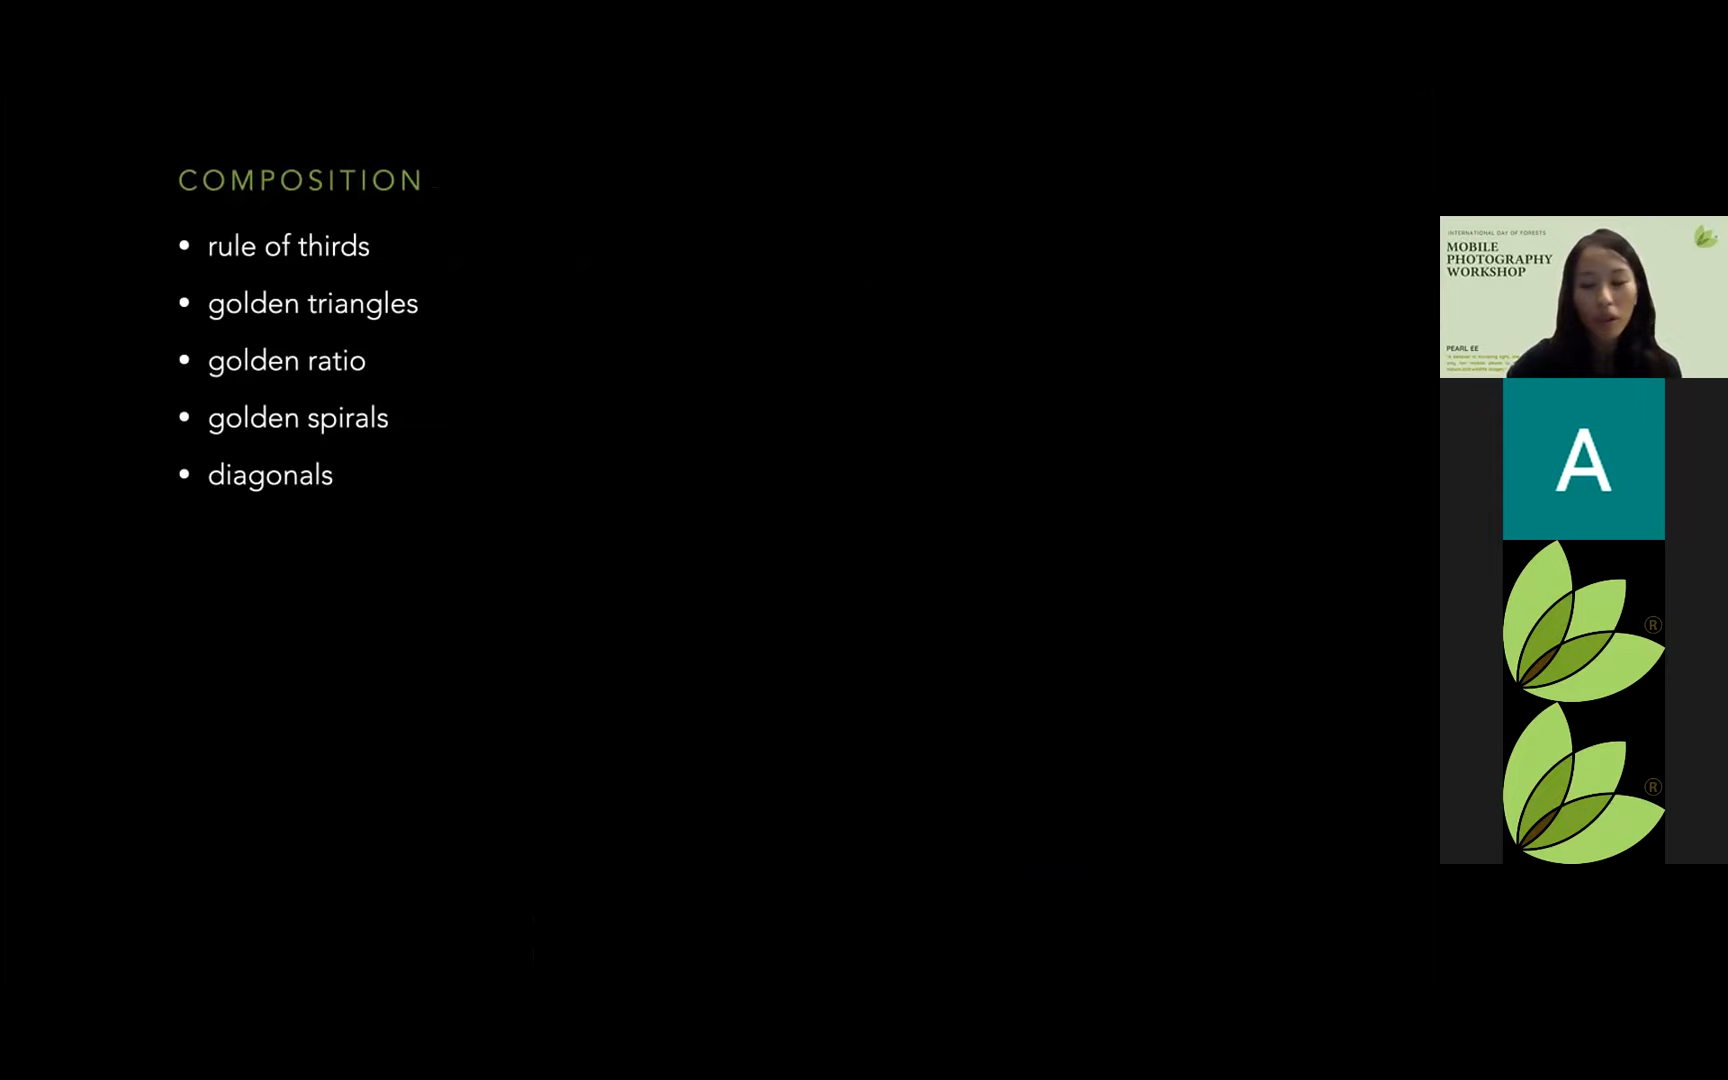 COMPOSITION
• rule of thirds
• golden triangles
• golden ratio
• golden spirals
• diagonals
INTERNATIONAL DAY OF FORESTS
MOBILE
PHOTOGRAPHY
WORKSHOP
PEARL EE
A
®
®